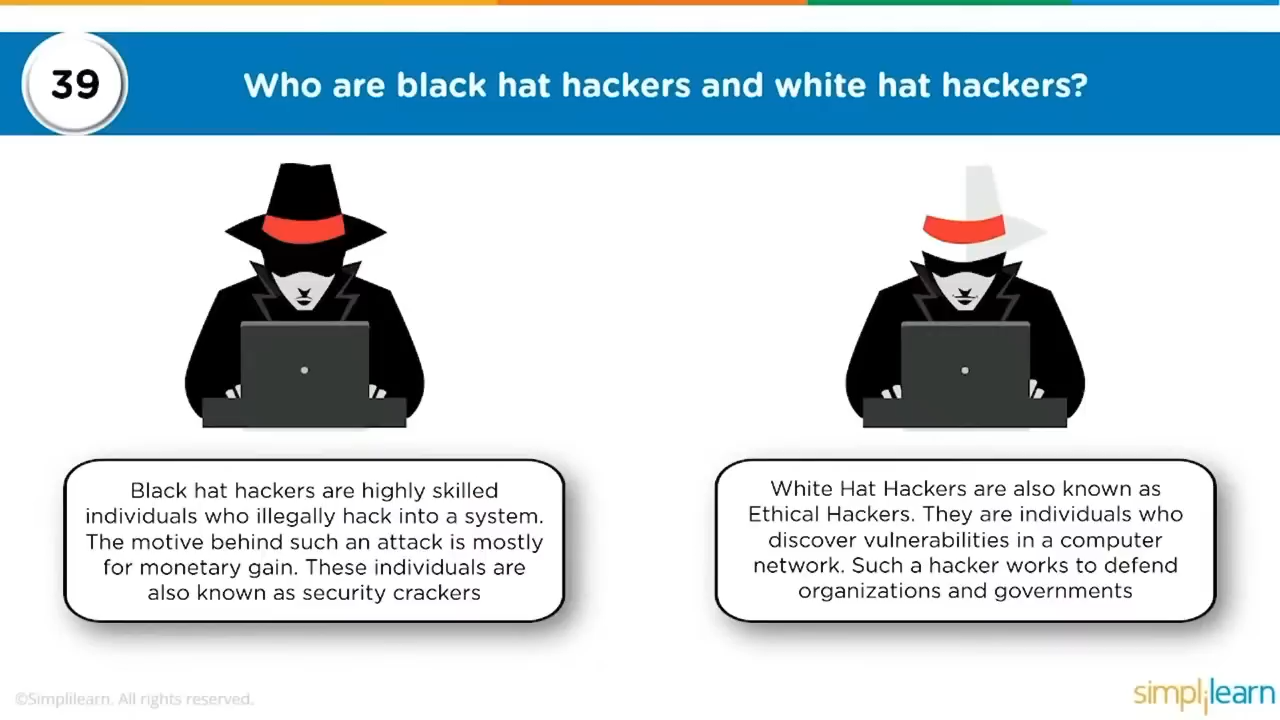 39
Who are black hat hackers and white hat hackers?
Black hat hackers are highly skilled
individuals who illegally hack into a system.
The motive behind such an attack is mostly
for monetary gain. These individuals are
also known as security crackers
White Hat Hackers are also known as
Ethical Hackers. They are individuals who
discover vulnerabilities in a computer
network. Such a hacker works to defend
organizations and governments
©Simplilearn. All rights reserved.
simplilearn